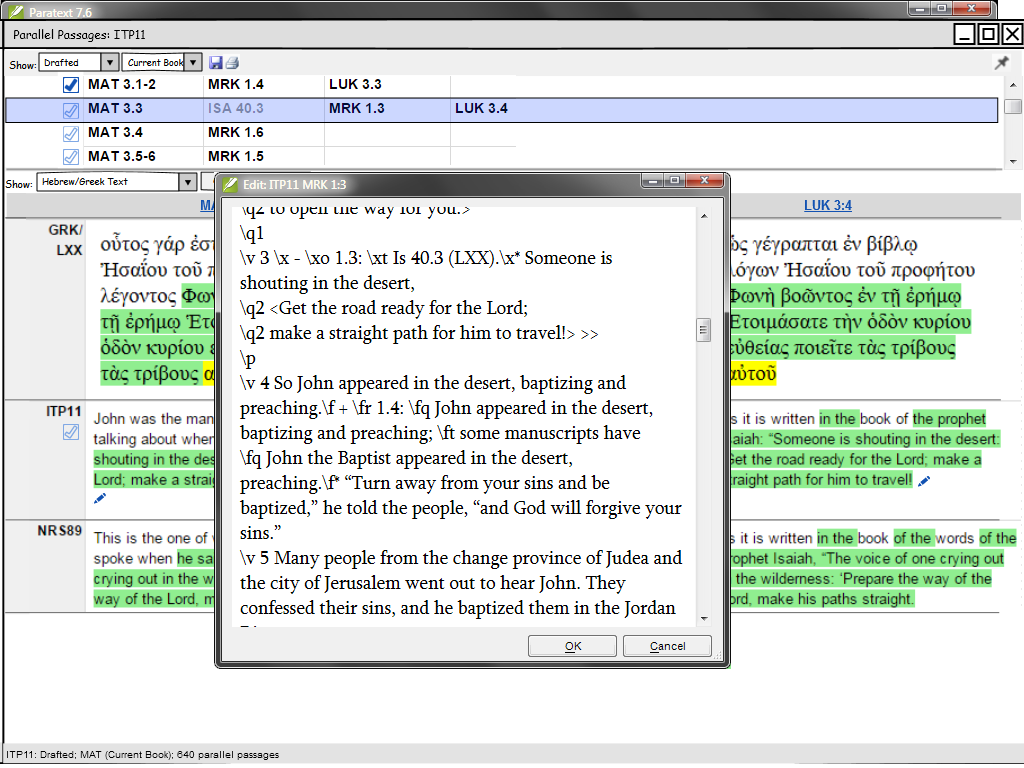 Paratext 7.6
Parallel Passages: ITP11
Show: Drafted Current Book
MAT 3.1-2 MRK 1.4 LUK 3.3
MAT 3.3 ISA 40.3 MRK 1.3 LUK 3.4
MAT 3.4 MRK 1.6
MAT 3.5-6 MRK 1.5
Show: Hebrew/Greek Text
LUK 3:4
GRK/
LXX
οὗτος γάρ
Ἠσαΐου τοῦ
λέγοντος
τῇ ἐρήμῳ
ὁδὸν κυρίου
τὰς τρίβους
ITP11
John was the man
talking about when
shouting in the
Lord; make a
NRS89
This is the one of
spoke when he
crying out in the
way of the Lord,
Edit: ITP11 MRK 1:3
\q2 to open the way for you.>
\q1
\v 3 \x - \xo 1.3: \xt Is 40.3 (LXX).\x* Someone is
shouting in the desert,
\q2 <Get the road ready for the Lord;
\q2 make a straight path for him to travel!> >>
\p
\v 4 So John appeared in the desert, baptizing and
preaching.\f + \fr 1.4: \fq John appeared in the desert,
baptizing and preaching; \ft some manuscripts have
\fq John the Baptist appeared in the desert,
preaching.\f* “Turn away from your sins and be
baptized,” he told the people, “and God will forgive your
sins.”
\v 5 Many people from the change province of Judea and
the city of Jerusalem went out to hear John. They
confessed their sins, and he baptized them in the Jordan
OK Cancel
γέγραπται ἐν βίβλῳ
λόγων Ἠσαΐου τοῦ προφήτου
Φωνὴ βοῶντος ἐν τῇ ἐρήμῳ
Ἑτοιμάσατε τὴν ὁδὸν κυρίου
εὐθείας ποιεῖτε τὰς τρίβους
αὐτοῦ
it is written in the book of the prophet
“Someone is shouting in the desert:
Get the road ready for the Lord; make a
path for him to travel!
it is written in the book of the words of the
Isaiah, “The voice of one crying out
the wilderness: ‘Prepare the way of the
make his paths straight.
ITP11: Drafted; MAT (Current Book); 640 parallel passages